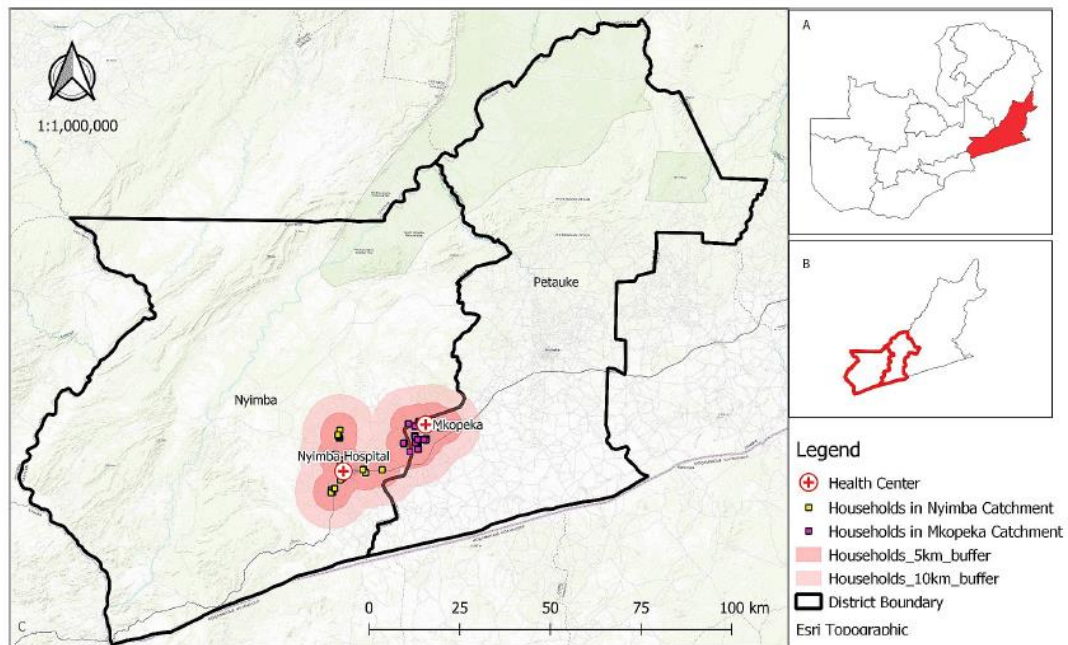 1:1,000,000
Petauke
Nyimba
Mkopeka
Nyimba Hospital
0 25 50 75 100 km
C
A
B
Legend
Health Center
Households in Nyimba Catchment
Households in Mkopeka Catchment
Households_5km_buffer
Households_10km_buffer
District Boundary
Esri Topographic